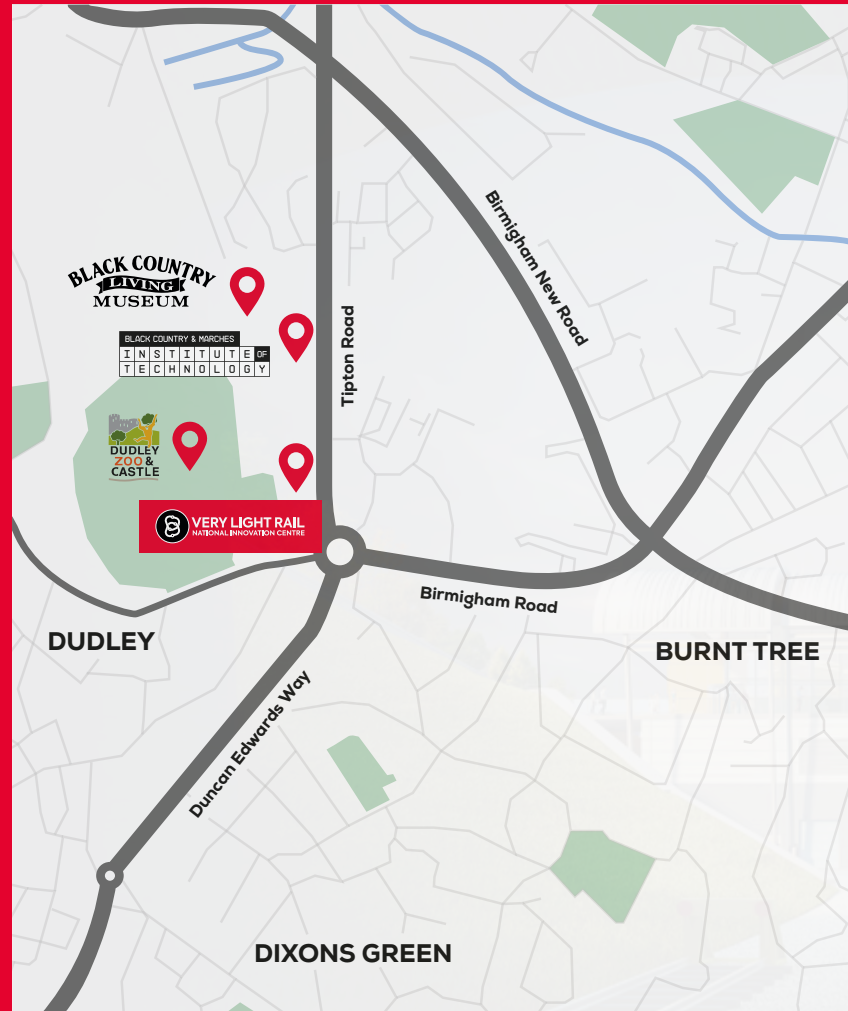 BLACK COUNTRY
LIVING
MUSEUM
BLACK COUNTRY & MARCHES
INSTITUTE OF
TECHNOLOGY
DUDLEY
ZOO &
CASTLE
VERY LIGHT RAIL
NATIONAL INNOVATION CENTRE
Tipton Road
Birmigham New Road
Birmigham Road
Duncan Edwards Way
DUDLEY
BURNT TREE
DIXONS GREEN